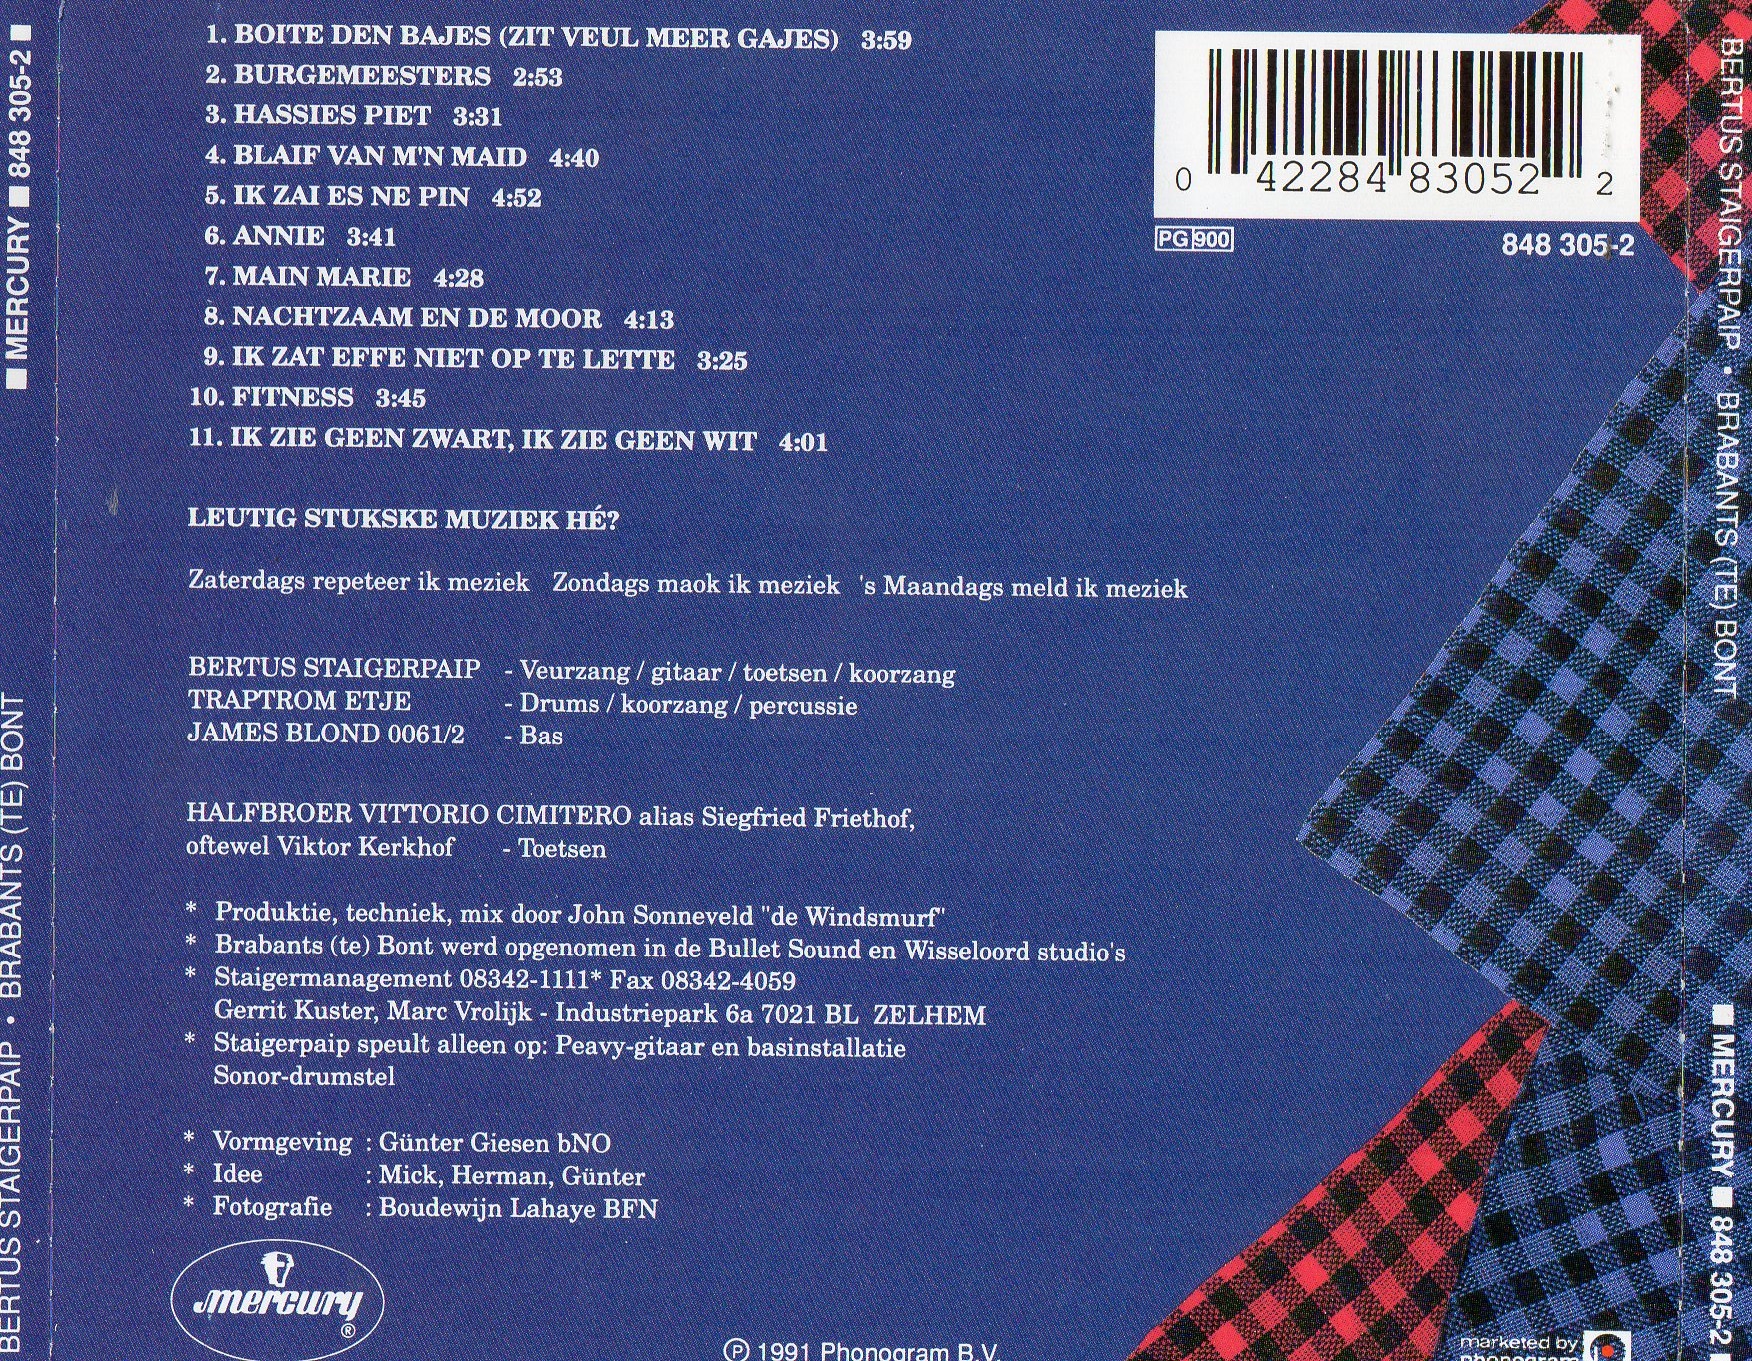 1. BOITE DEN BAJES (ZIT VEUL MEER GAJES) 3:59
2. BURGEMEESTERS 2:53
3. HASSIES PIET 3:31
4. BLAIF VAN M'N MAID 4:40
5. IK ZAI ES NE PIN 4:52
6. ANNIE 3:41
7. MAIN MARIE 4:28
8. NACHTZAAM EN DE MOOR 4:13
9. IK ZAT EFFE NIET OP TE LETTE 3:25
10. FITNESS 3:45
11. IK ZIE GEEN ZWART, IK ZIE GEEN WIT 4:01
LEUTIG STUKSKE MUZIEK HÉ?
Zaterdags repeteer ik meziek Zondags maok ik meziek 's Maandags meld ik meziek
BERTUS STAIGERPAIP - Veurzang / gitaar / toetsen / koorzang
TRAPTROM ETJE - Drums / koorzang / percussie
JAMES BLOND 0061/2 - Bas
HALFBROER VITTORIO CIMITERO alias Siegfried Friethof,
oftewel Viktor Kerkhof - Toetsen
* Produktie, techniek, mix door John Sonneveld "de Windsmurf"
* Brabants (te) Bont werd opgenomen in de Bullet Sound en Wisseloord studio's
* Staigermanagement 08342-1111* Fax 08342-4059
Gerrit Kuster, Marc Vrolijk - Industriepark 6a 7021 BL ZELHEM
* Staigerpaip speult alleen op: Peavy-gitaar en basinstallatie
Sonor-drumstel
* Vormgeving : Günter Giesen bNO
* Idee : Mick, Herman, Günter
* Fotografie : Boudewijn Lahaye BFN
mercury ®
℗ 1991 Phonogram B.V.
marketed by
phonogram
0 42284 83052 2
PG 900
848 305-2
BERTUS STAIGERPAIP • BRABANTS (TE) BONT ■ MERCURY ■ 848 305-2 ■
BERTUS STAIGERPAIP • BRABANTS (TE) BONT ■ MERCURY ■ 848 305-2 ■